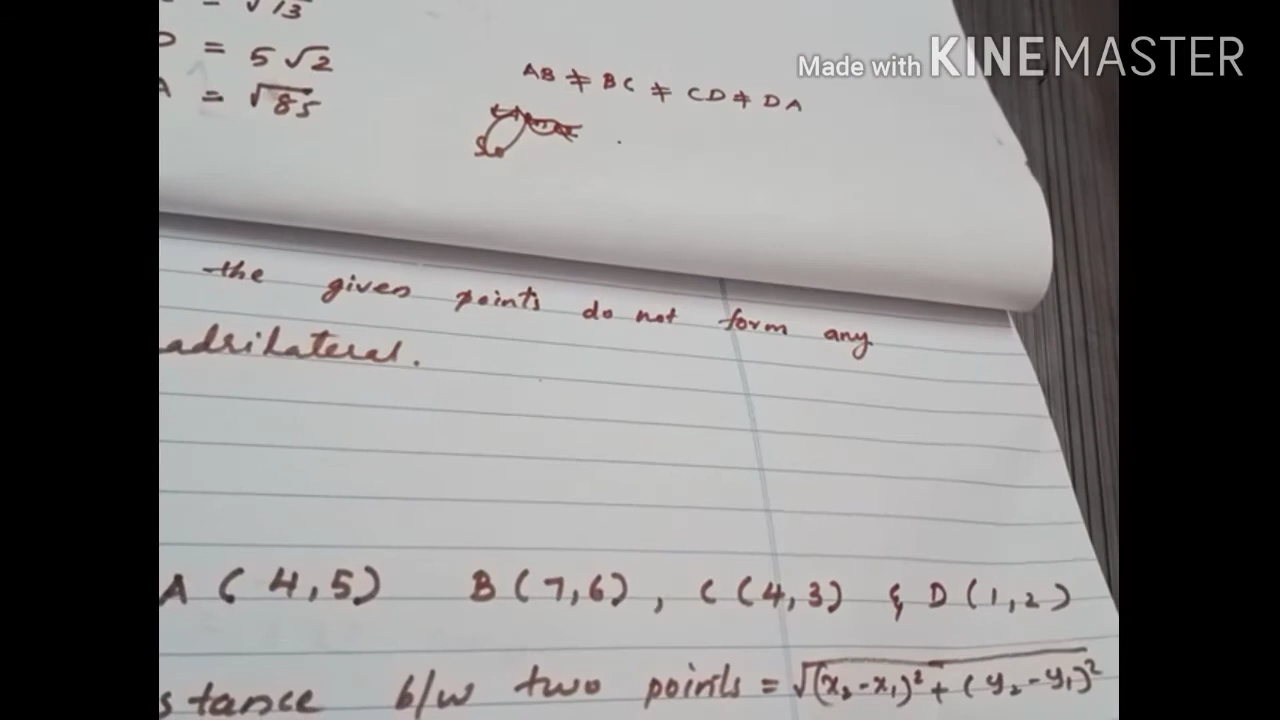 = √13
= 5√2
Made with KINEMASTER
A = √85
AB ≠ BC ≠ CD ≠ DA
the given points do not form any
adrilateral.
A (4,5) B (7,6), C (4,3) & D (1,2)
stance b/w two points = √(x₂-x₁)² + (y₂-y₁)²